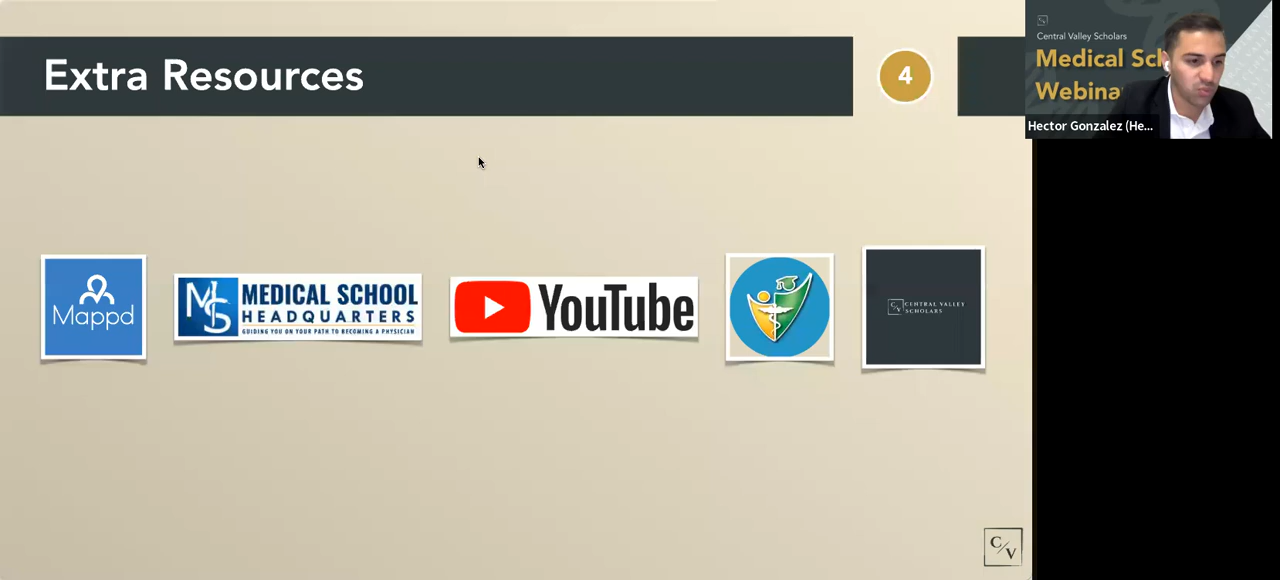 Extra Resources
4
Central Valley Scholars
Medical Sch
Webina
Hector Gonzalez (He...
Mappd
MSHQ
MEDICAL SCHOOL
HEADQUARTERS
GUIDING YOU ON YOUR PATH TO BECOMING A PHYSICIAN
YouTube
C/V CENTRAL VALLEY
SCHOLARS
C/V